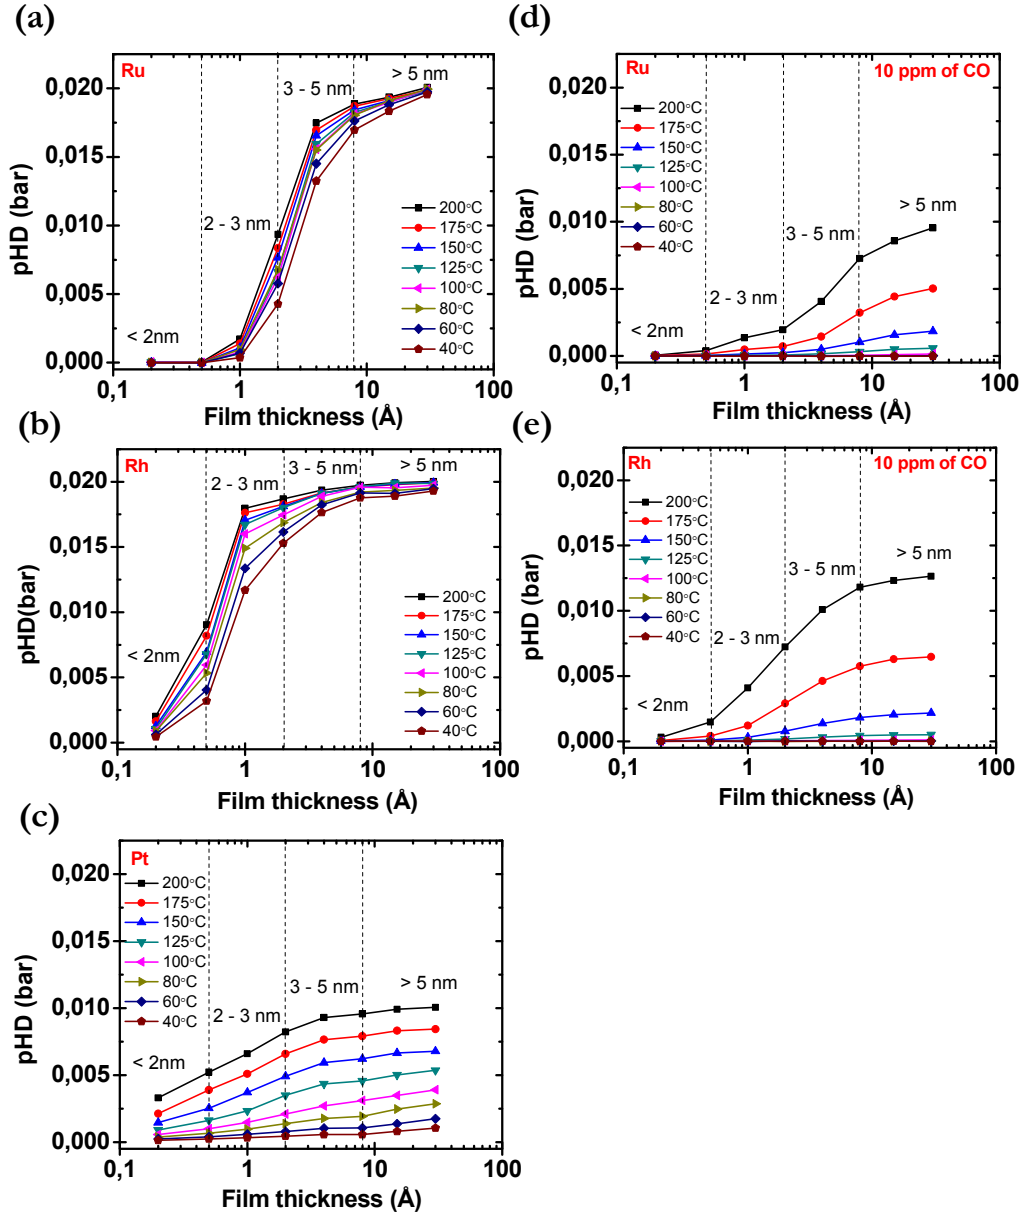 (a)
Ru
3 - 5 nm
> 5 nm
2 - 3 nm
< 2nm
0,020
0,015
0,010
0,005
0,000
pHD (bar)
200°C
175°C
150°C
125°C
100°C
80°C
60°C
40°C
0,1 1 10 100
Film thickness (Å)
(d)
Ru
10 ppm of CO
200°C
175°C
150°C
125°C
100°C
80°C
60°C
40°C
> 5 nm
3 - 5 nm
2 - 3 nm
< 2nm
0,020
0,015
0,010
0,005
0,000
pHD (bar)
0,1 1 10 100
Film thickness (Å)
(b)
Rh
3 - 5 nm
> 5 nm
2 - 3 nm
< 2nm
0,020
0,015
0,010
0,005
0,000
pHD(bar)
200°C
175°C
150°C
125°C
100°C
80°C
60°C
40°C
0,1 1 10 100
Film thickness (Å)
(e)
Rh
10 ppm of CO
200°C
175°C
150°C
125°C
100°C
80°C
60°C
40°C
> 5 nm
3 - 5 nm
2 - 3 nm
< 2nm
0,020
0,015
0,010
0,005
0,000
pHD (bar)
0,1 1 10 100
Film thickness (Å)
(c)
Pt
200°C
175°C
150°C
125°C
100°C
80°C
60°C
40°C
3 - 5 nm
> 5 nm
2 - 3 nm
< 2nm
0,020
0,015
0,010
0,005
0,000
pHD (bar)
0,1 1 10 100
Film thickness (Å)